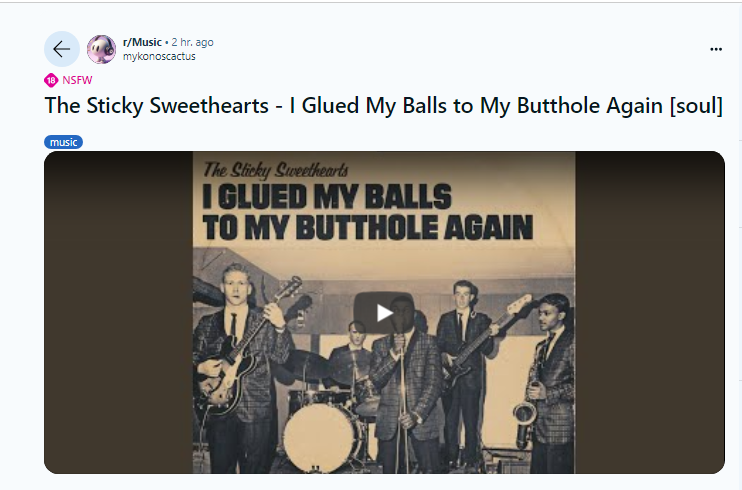 r/Music • 2 hr. ago
mykonoscactus
18 NSFW
The Sticky Sweethearts - I Glued My Balls to My Butthole Again [soul]
music
The Sticky Sweethearts
I GLUED MY BALLS
TO MY BUTTHOLE AGAIN